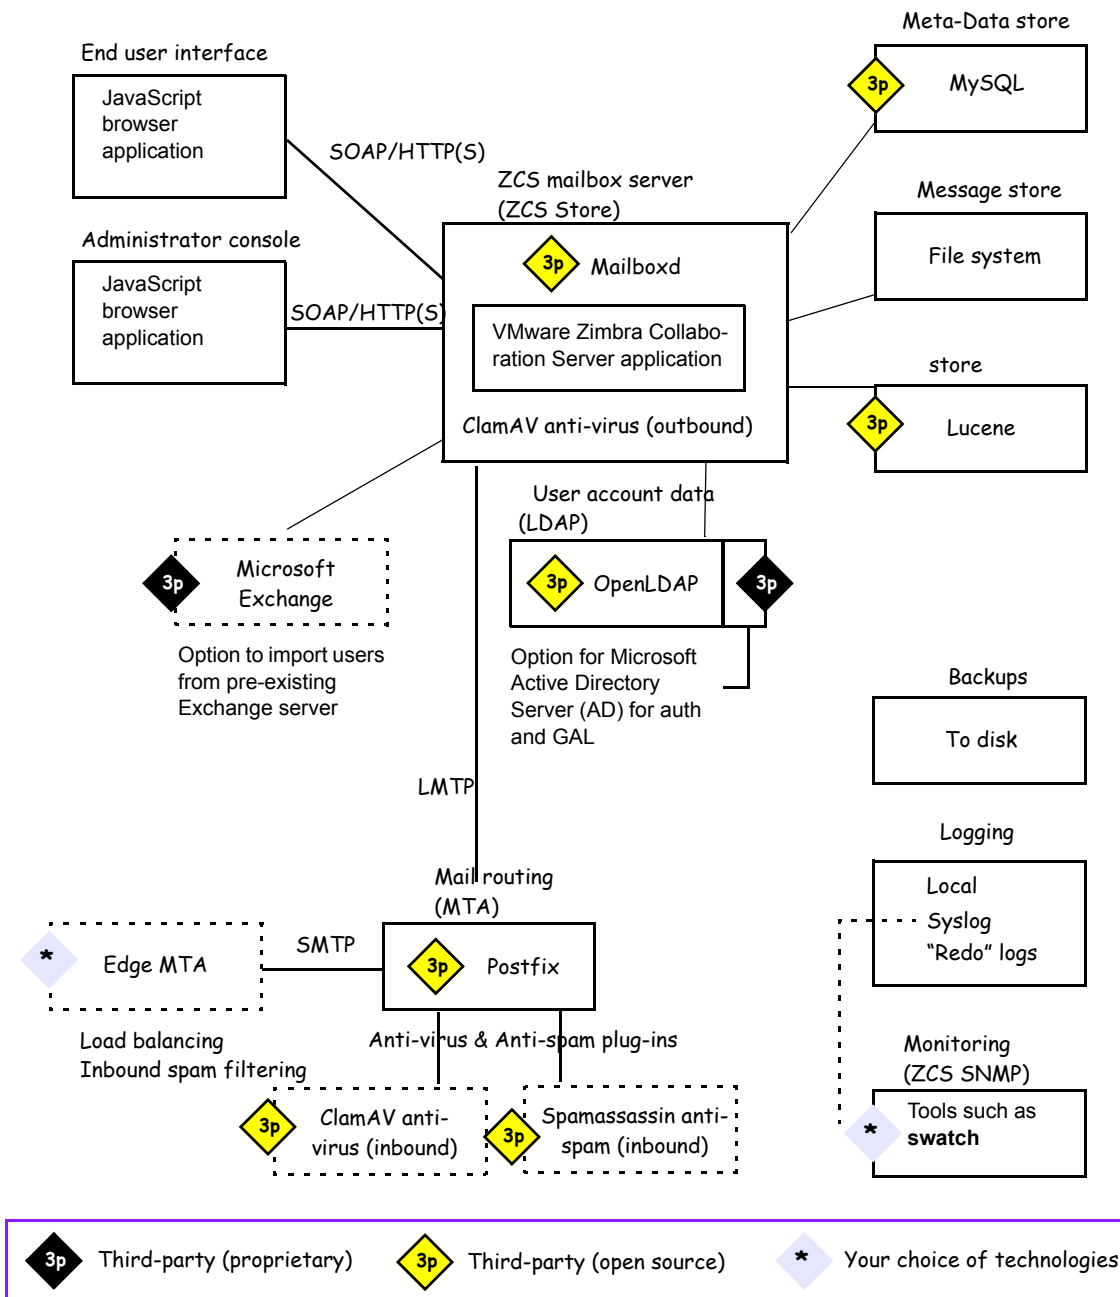 Meta-Data store
3p
MySQL
End user interface
JavaScript
browser
application
SOAP/HTTP(S)
ZCS mailbox server
(ZCS Store)
Message store
File system
Administrator console
JavaScript
browser
application
SOAP/HTTP(S)
3p
Mailboxd
VMware Zimbra Collabo-
ration Server application
ClamAV anti-virus (outbound)
store
3p
Lucene
User account data
(LDAP)
3p
Microsoft
Exchange
3p
OpenLDAP
3p
Option to import users
from pre-existing
Exchange server
Option for Microsoft
Active Directory
Server (AD) for auth
and GAL
Backups
To disk
LMTP
Logging
Local
Syslog
“Redo” logs
Mail routing
(MTA)
*
Edge MTA
SMTP
3p
Postfix
Load balancing
Inbound spam filtering
Anti-virus & Anti-spam plug-ins
3p
ClamAV anti-
virus (inbound)
3p
Spamassassin anti-
spam (inbound)
Monitoring
(ZCS SNMP)
*
Tools such as
swatch
3p
Third-party (proprietary)
3p
Third-party (open source)
*
Your choice of technologies